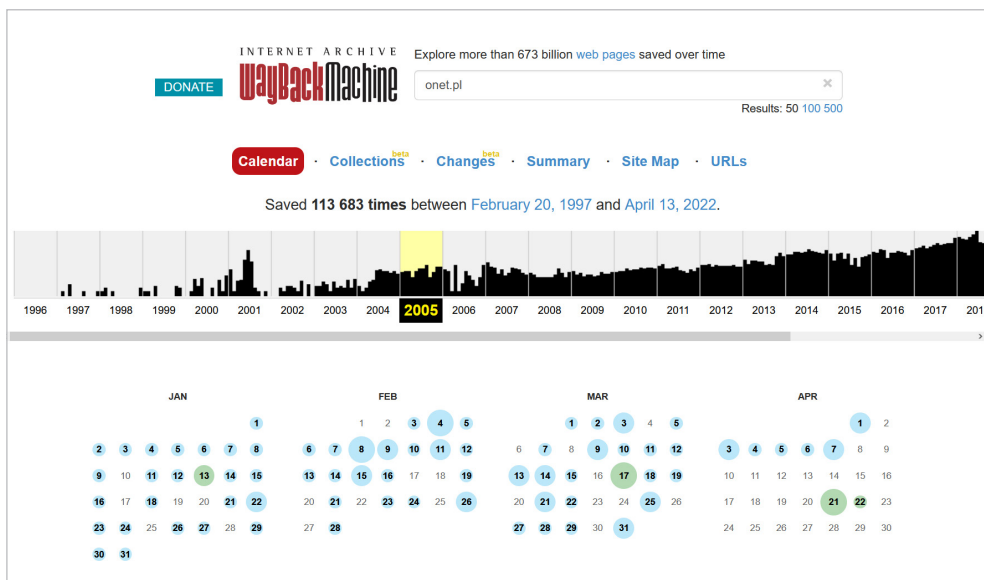 INTERNET ARCHIVE
WayBackMachine
DONATE
Explore more than 673 billion web pages saved over time
onet.pl ×
Results: 50 100 500
Calendar · Collections beta · Changes beta · Summary · Site Map · URLs
Saved 113 683 times between February 20, 1997 and April 13, 2022.
1996 1997 1998 1999 2000 2001 2002 2003 2004 2005 2006 2007 2008 2009 2010 2011 2012 2013 2014 2015 2016 2017 201
JAN
1
2 3 4 5 6 7 8
9 10 11 12 13 14 15
16 17 18 19 20 21 22
23 24 25 26 27 28 29
30 31
FEB
1 2 3 4 5
6 7 8 9 10 11 12
13 14 15 16 17 18 19
20 21 22 23 24 25 26
27 28
MAR
1 2 3 4 5
6 7 8 9 10 11 12
13 14 15 16 17 18 19
20 21 22 23 24 25 26
27 28 29 30 31
APR
1 2
3 4 5 6 7 8 9
10 11 12 13 14 15 16
17 18 19 20 21 22 23
24 25 26 27 28 29 30